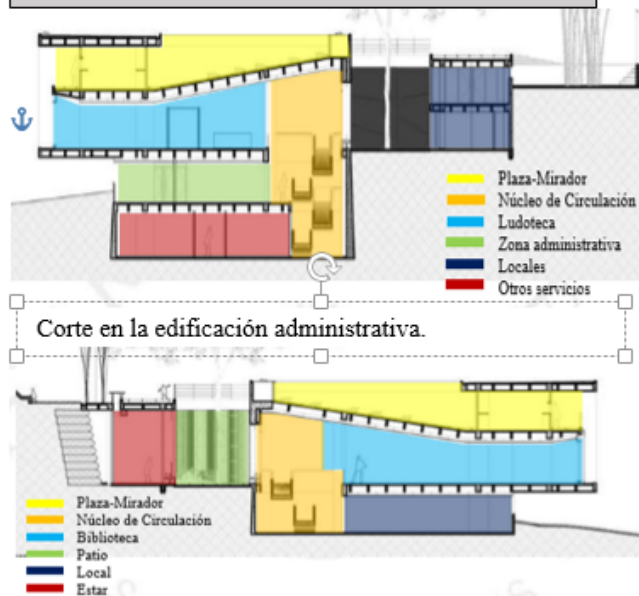 Plaza-Mirador
Núcleo de Circulación
Ludoteca
Zona administrativa
Locales
Otros servicios
Corte en la edificación administrativa.
Plaza-Mirador
Núcleo de Circulación
Biblioteca
Patio
Local
Estar